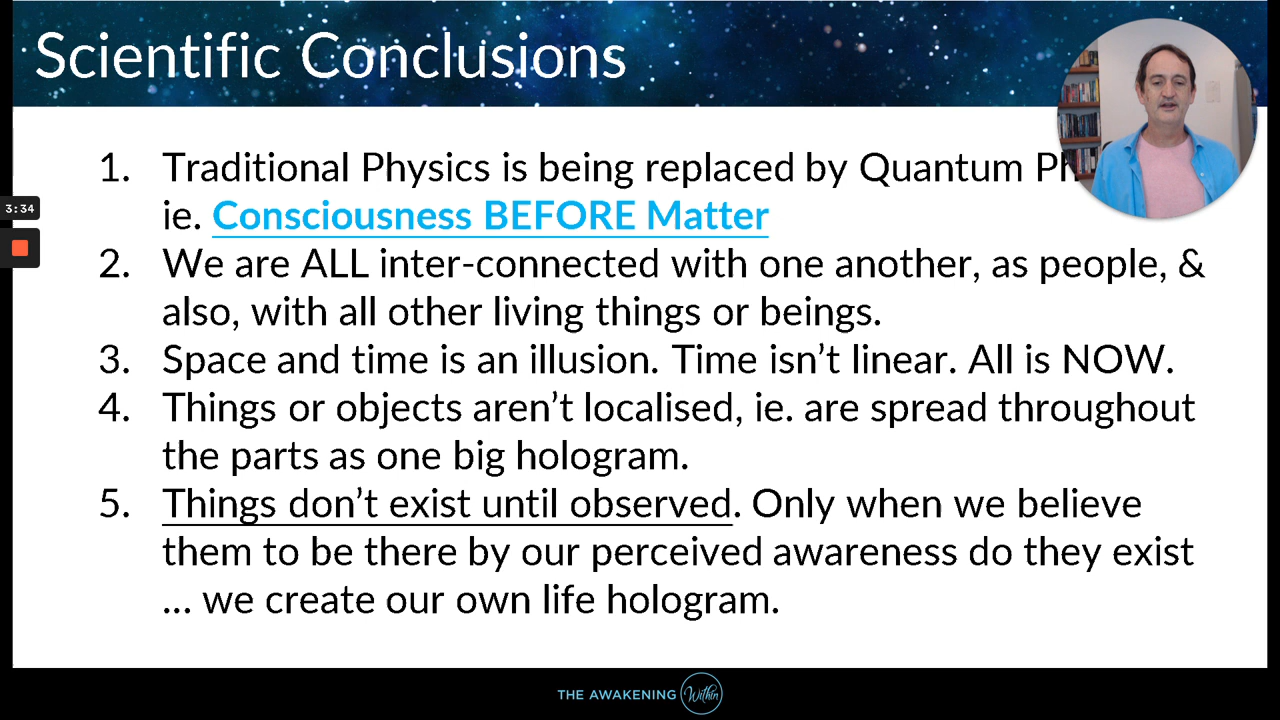 Scientific Conclusions
1. Traditional Physics is being replaced by Quantum Ph
ie. Consciousness BEFORE Matter
2. We are ALL inter-connected with one another, as people, &
also, with all other living things or beings.
3. Space and time is an illusion. Time isn’t linear. All is NOW.
4. Things or objects aren’t localised, ie. are spread throughout
the parts as one big hologram.
5. Things don’t exist until observed. Only when we believe
them to be there by our perceived awareness do they exist
... we create our own life hologram.
3:34
THE AWAKENING Within